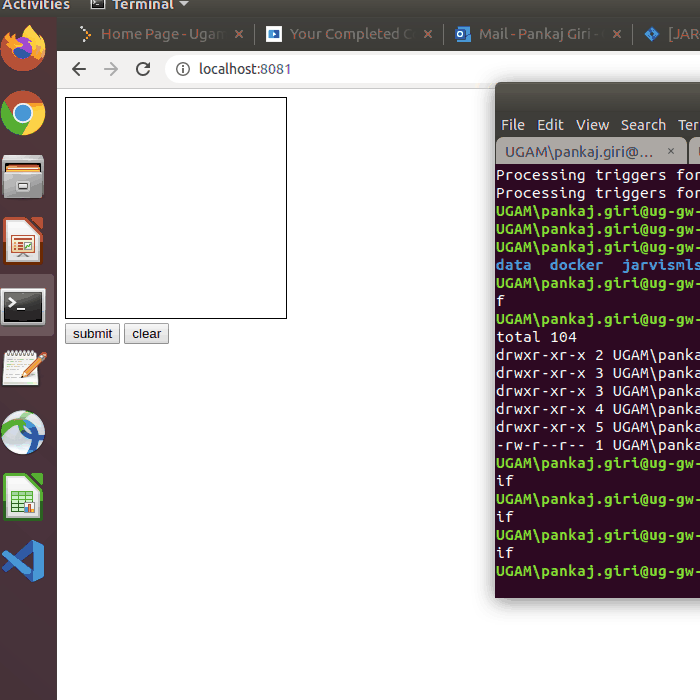 Activities Terminal
Home Page - Ugam
Your Completed C
Mail - Pankaj Giri -
[JAR
localhost:8081
submit clear
File Edit View Search Ter
UGAM\pankaj.giri@...
Processing triggers for
Processing triggers for
UGAM\pankaj.giri@ug-gw-
UGAM\pankaj.giri@ug-gw-
UGAM\pankaj.giri@ug-gw-
data docker jarvismls
UGAM\pankaj.giri@ug-gw-
f
UGAM\pankaj.giri@ug-gw-
total 104
drwxr-xr-x 2 UGAM\panka
drwxr-xr-x 3 UGAM\panka
drwxr-xr-x 3 UGAM\panka
drwxr-xr-x 4 UGAM\panka
drwxr-xr-x 5 UGAM\panka
-rw-r--r-- 1 UGAM\panka
UGAM\pankaj.giri@ug-gw-
if
UGAM\pankaj.giri@ug-gw-
if
UGAM\pankaj.giri@ug-gw-
if
UGAM\pankaj.giri@ug-gw-